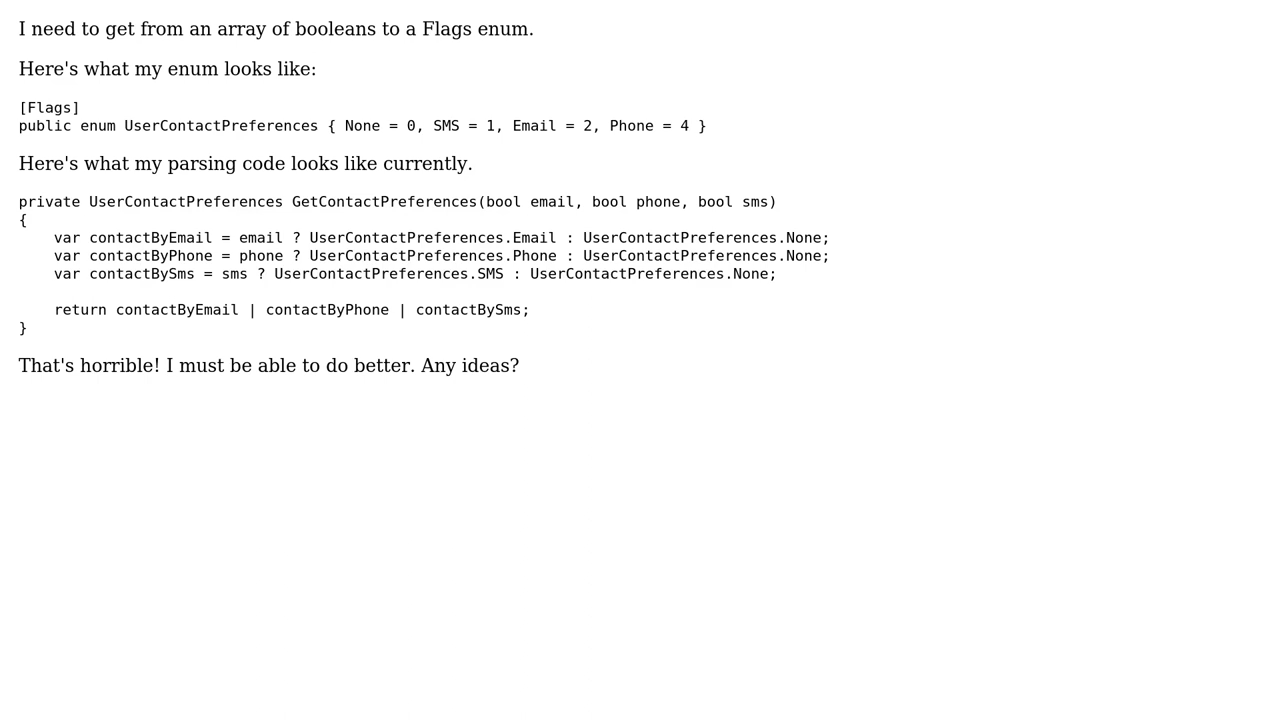 I need to get from an array of booleans to a Flags enum.
Here's what my enum looks like:
[Flags]
public enum UserContactPreferences { None = 0, SMS = 1, Email = 2, Phone = 4 }
Here's what my parsing code looks like currently.
private UserContactPreferences GetContactPreferences(bool email, bool phone, bool sms)
{
    var contactByEmail = email ? UserContactPreferences.Email : UserContactPreferences.None;
    var contactByPhone = phone ? UserContactPreferences.Phone : UserContactPreferences.None;
    var contactBySms = sms ? UserContactPreferences.SMS : UserContactPreferences.None;
    return contactByEmail | contactByPhone | contactBySms;
}
That's horrible! I must be able to do better. Any ideas?